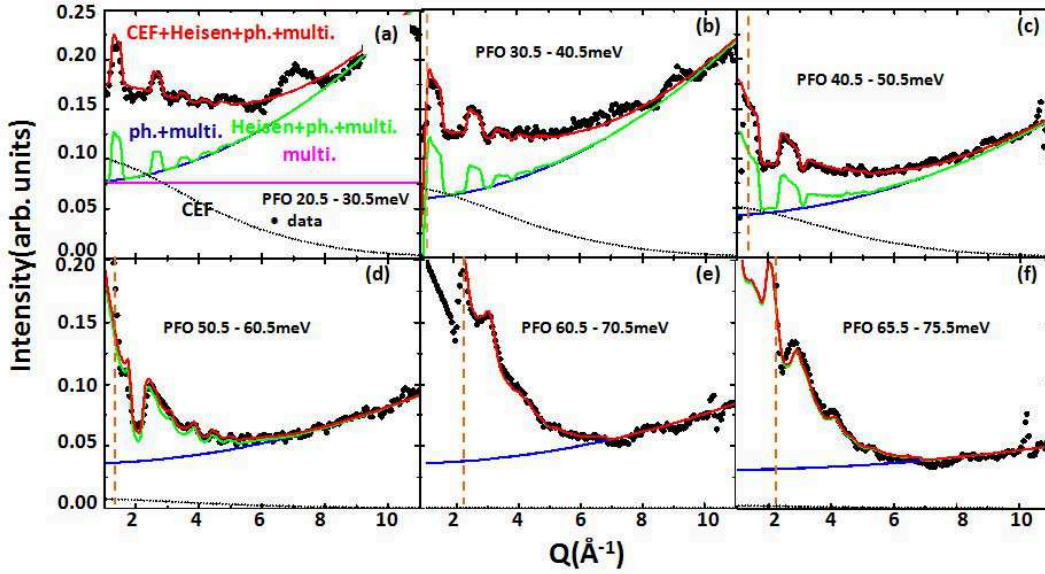 0.25
0.20
0.15
0.10
0.05
0.00
0.20
0.15
0.10
0.05
0.00
Intensity(arb. units)
CEF+Heisen+ph.+multi.
(a)
ph.+multi.
Heisen+ph.+multi.
multi.
CEF
PFO 20.5 - 30.5meV
data
(b)
PFO 30.5 - 40.5meV
(c)
PFO 40.5 - 50.5meV
(d)
PFO 50.5 - 60.5meV
(e)
PFO 60.5 - 70.5meV
(f)
PFO 65.5 - 75.5meV
2 4 6 8 10
2 4 6 8 10
2 4 6 8 10
Q(Å⁻¹)